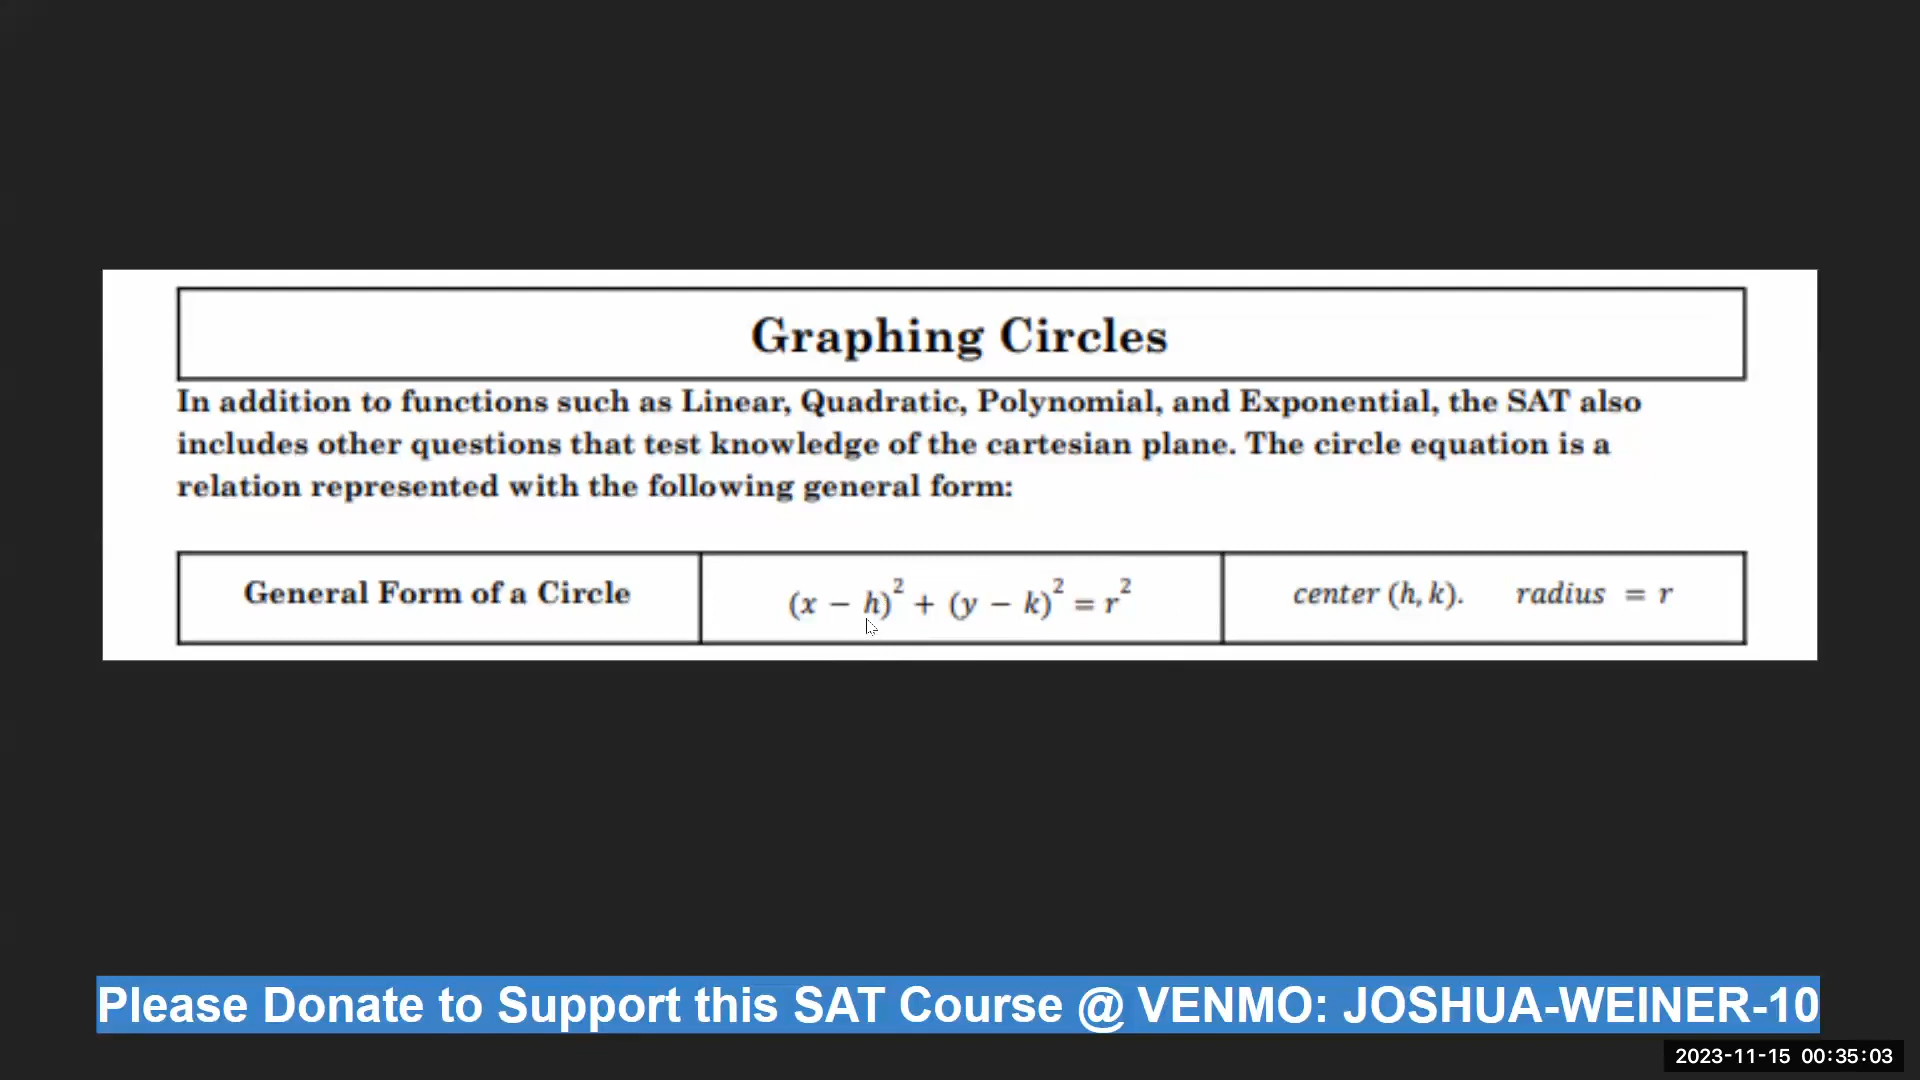 Graphing Circles
In addition to functions such as Linear, Quadratic, Polynomial, and Exponential, the SAT also
includes other questions that test knowledge of the cartesian plane. The circle equation is a
relation represented with the following general form:
General Form of a Circle
(x − h)² + (y − k)² = r²
center (h, k). radius = r
Please Donate to Support this SAT Course @ VENMO: JOSHUA-WEINER-10
2023-11-15 00:35:03